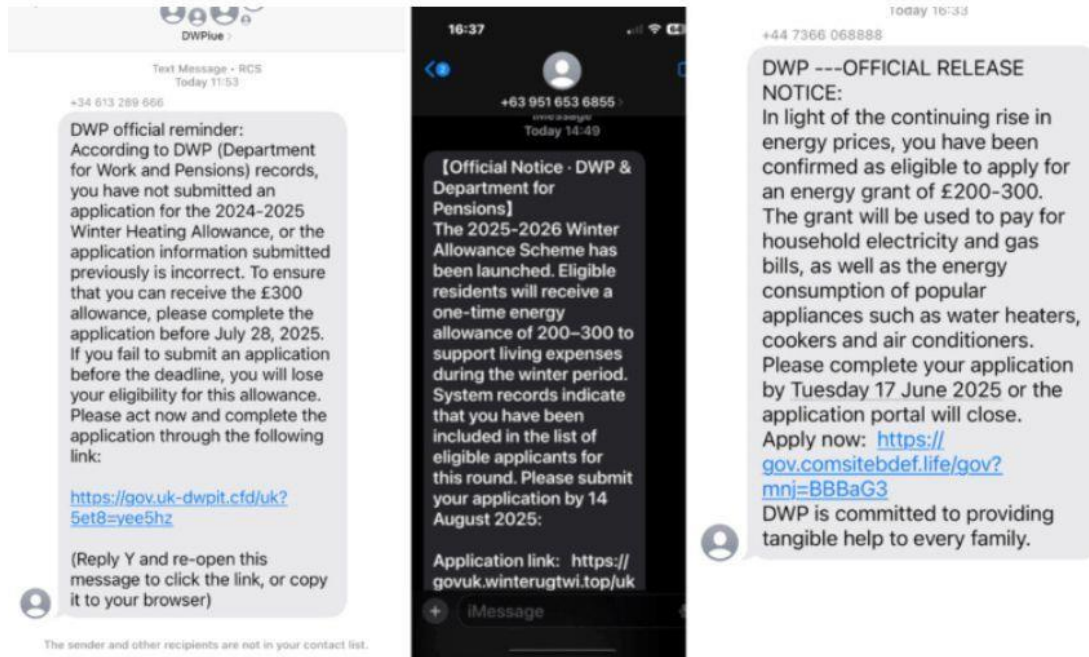 DWPlue >
Text Message • RCS
Today 11:53
+34 613 289 666
DWP official reminder:
According to DWP (Department
for Work and Pensions) records,
you have not submitted an
application for the 2024-2025
Winter Heating Allowance, or the
application information submitted
previously is incorrect. To ensure
that you can receive the £300
allowance, please complete the
application before July 28, 2025.
If you fail to submit an application
before the deadline, you will lose
your eligibility for this allowance.
Please act now and complete the
application through the following
link:
https://gov.uk-dwpit.cfd/uk?
5et8=yee5hz
(Reply Y and re-open this
message to click the link, or copy
it to your browser)
The sender and other recipients are not in your contact list.
16:37
2
+63 951 653 6855 >
iMessage
Today 14:49
【Official Notice · DWP &
Department for
Pensions】
The 2025-2026 Winter
Allowance Scheme has
been launched. Eligible
residents will receive a
one-time energy
allowance of 200–300 to
support living expenses
during the winter period.
System records indicate
that you have been
included in the list of
eligible applicants for
this round. Please submit
your application by 14
August 2025:
Application link: https://
govuk.winterugtwi.top/uk
iMessage
Today 16:33
+44 7366 068888
DWP ---OFFICIAL RELEASE
NOTICE:
In light of the continuing rise in
energy prices, you have been
confirmed as eligible to apply for
an energy grant of £200-300.
The grant will be used to pay for
household electricity and gas
bills, as well as the energy
consumption of popular
appliances such as water heaters,
cookers and air conditioners.
Please complete your application
by Tuesday 17 June 2025 or the
application portal will close.
Apply now: https://
gov.comsitebdef.life/gov?
mnj=BBBaG3
DWP is committed to providing
tangible help to every family.